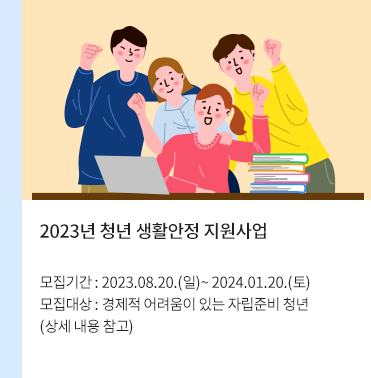 2023년 청년 생활안정 지원사업
모집기간 : 2023.08.20.(일)~ 2024.01.20.(토)
모집대상 : 경제적 어려움이 있는 자립준비 청년
(상세 내용 참고)